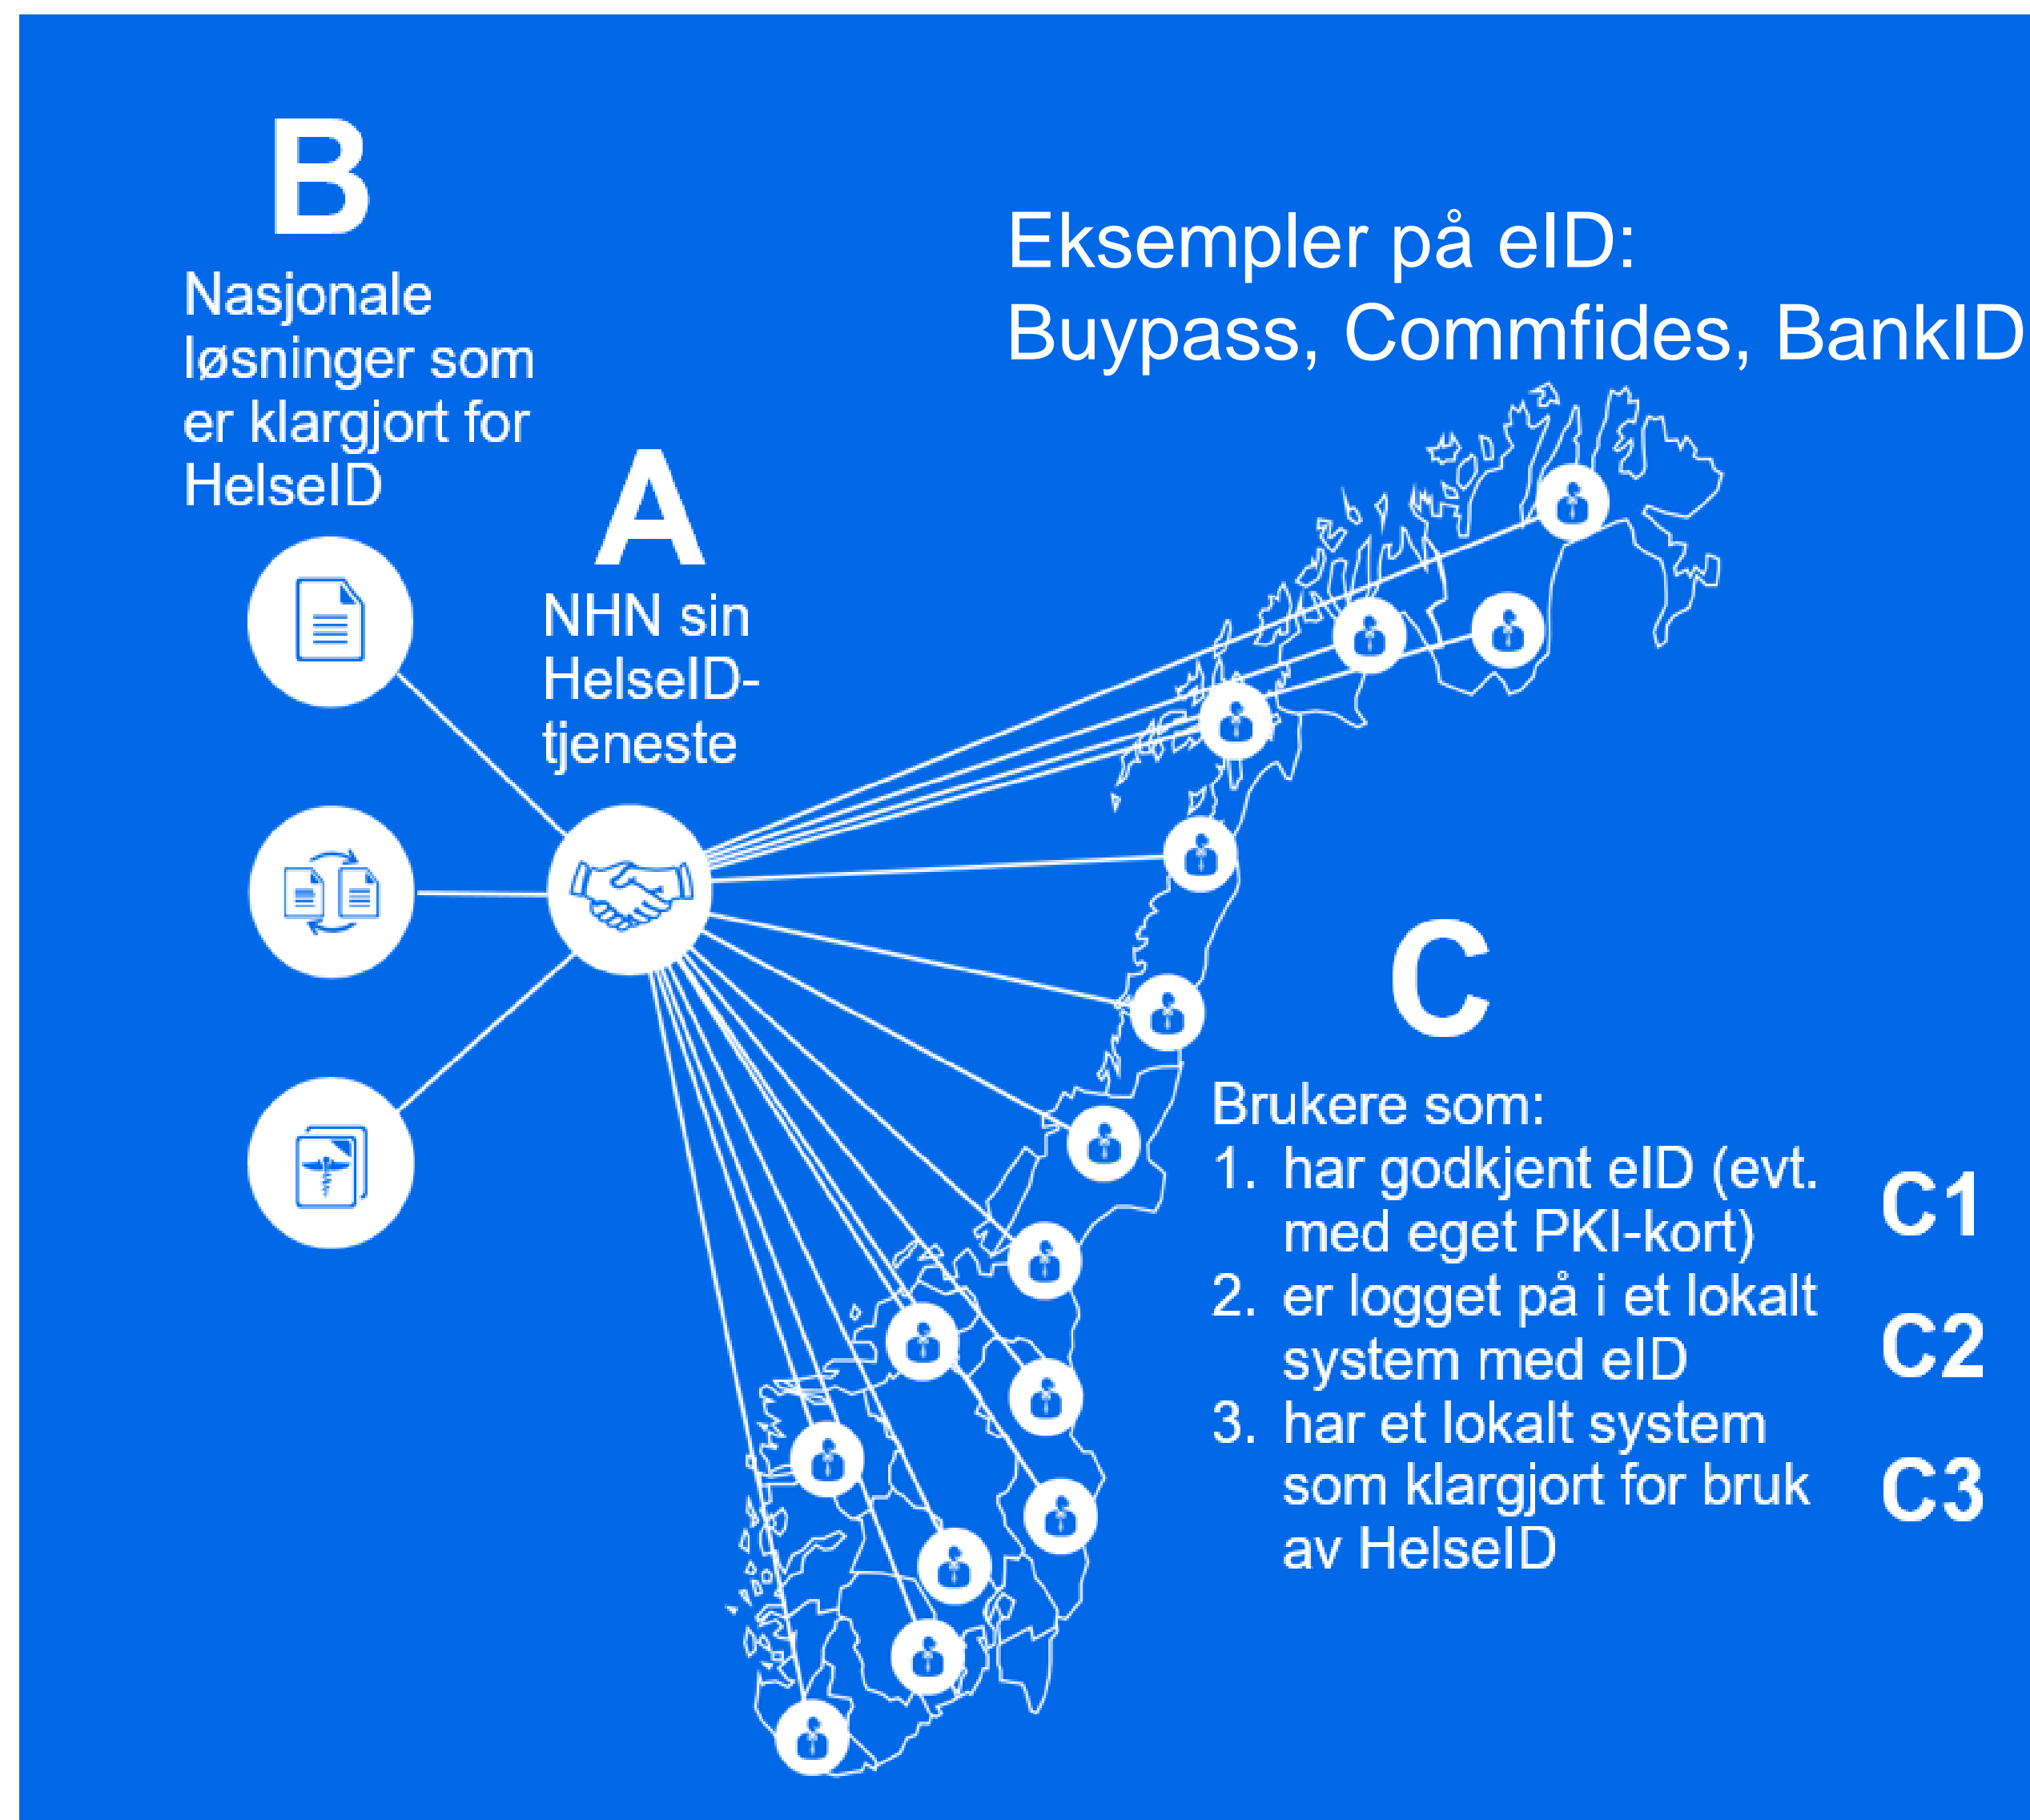 B
Nasjonale
løsninger som
er klargjort for
HelseID
A
NHN sin
HelseID-
tjeneste
Eksempler på eID:
Buypass, Commfides, BankID
C
Brukere som:
1. har godkjent eID (evt.
med eget PKI-kort)
C1
2. er logget på i et lokalt
system med eID
C2
3. har et lokalt system
som klargjort for bruk
av HelseID
C3